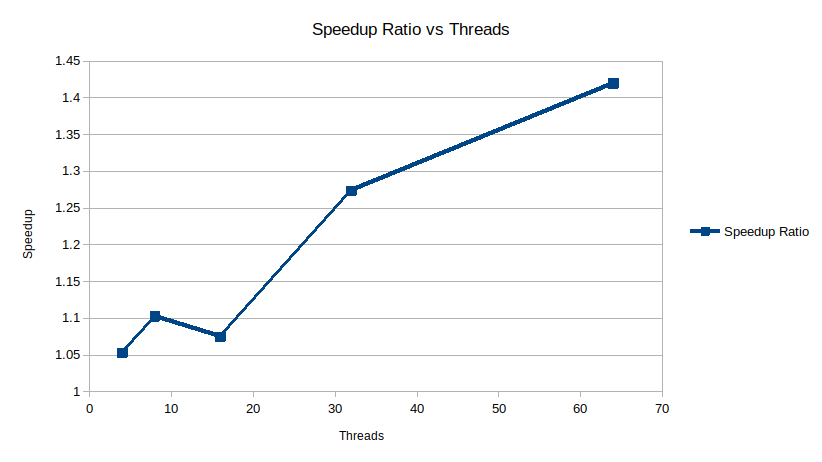 Speedup Ratio vs Threads
1.45
1.4
1.35
1.3
1.25
1.2
1.15
1.1
1.05
1
0 10 20 30 40 50 60 70
Speedup
Threads
Speedup Ratio